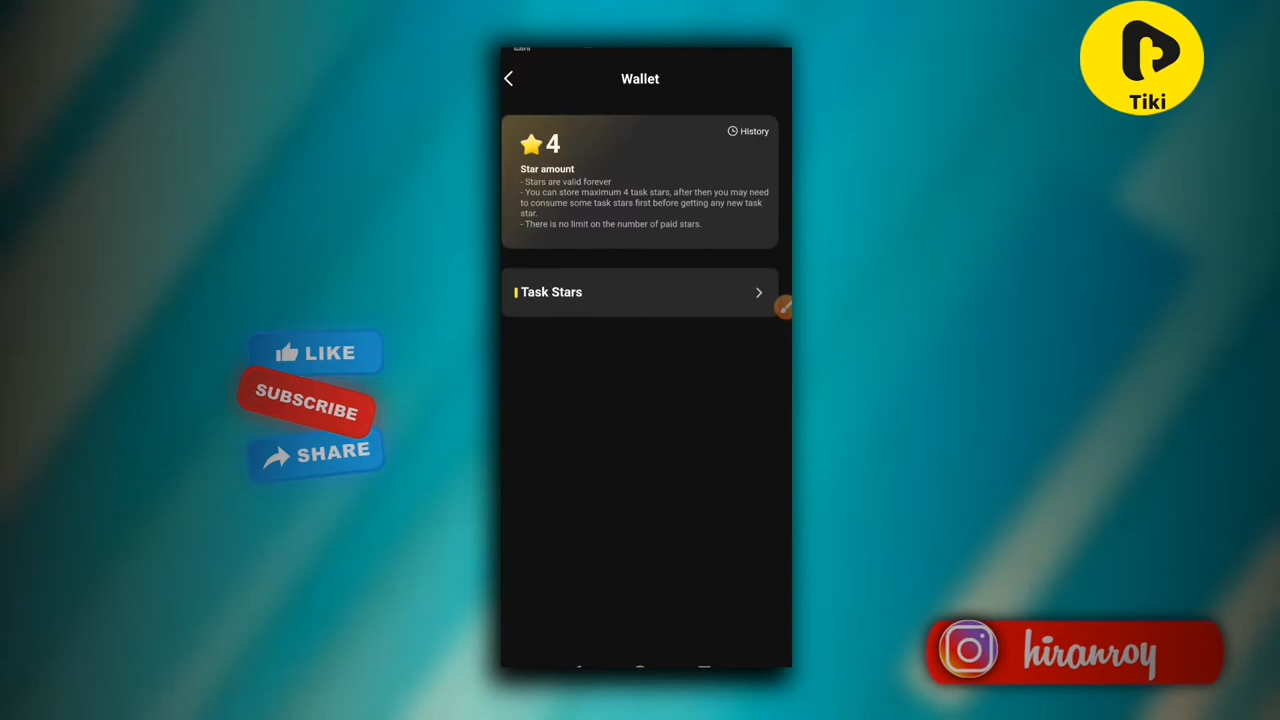 Tiki
Wallet
History
4
Star amount
- Stars are valid forever
- You can store maximum 4 task stars, after then you may need
to consume some task stars first before getting any new task
star.
- There is no limit on the number of paid stars.
Task Stars
LIKE
SUBSCRIBE
SHARE
hiranroy